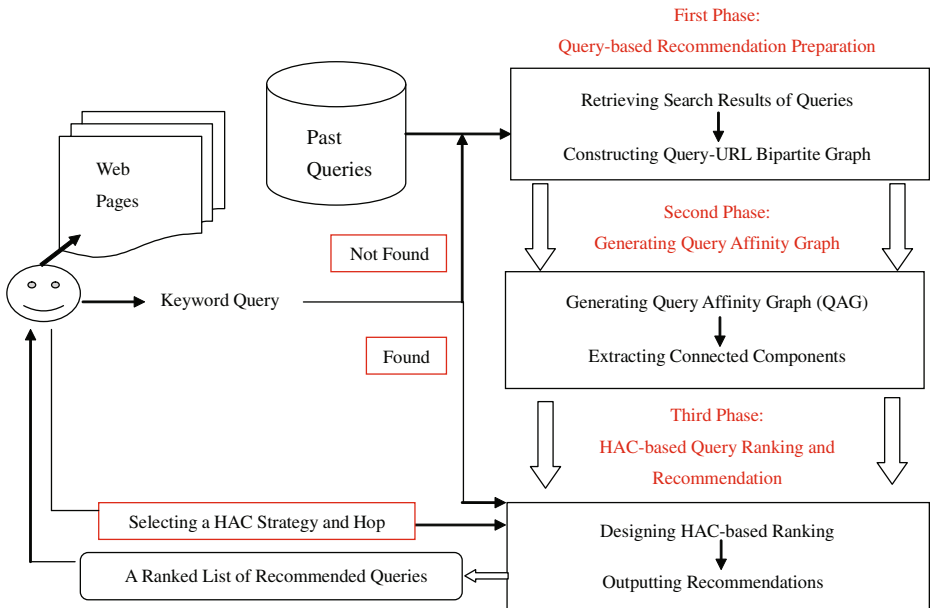 First Phase:
Query-based Recommendation Preparation
Retrieving Search Results of Queries
Constructing Query-URL Bipartite Graph
Past
Queries
Web
Pages
Second Phase:
Generating Query Affinity Graph
Not Found
Keyword Query
Generating Query Affinity Graph (QAG)
Extracting Connected Components
Found
Third Phase:
HAC-based Query Ranking and
Recommendation
Selecting a HAC Strategy and Hop
Designing HAC-based Ranking
A Ranked List of Recommended Queries
Outputting Recommendations